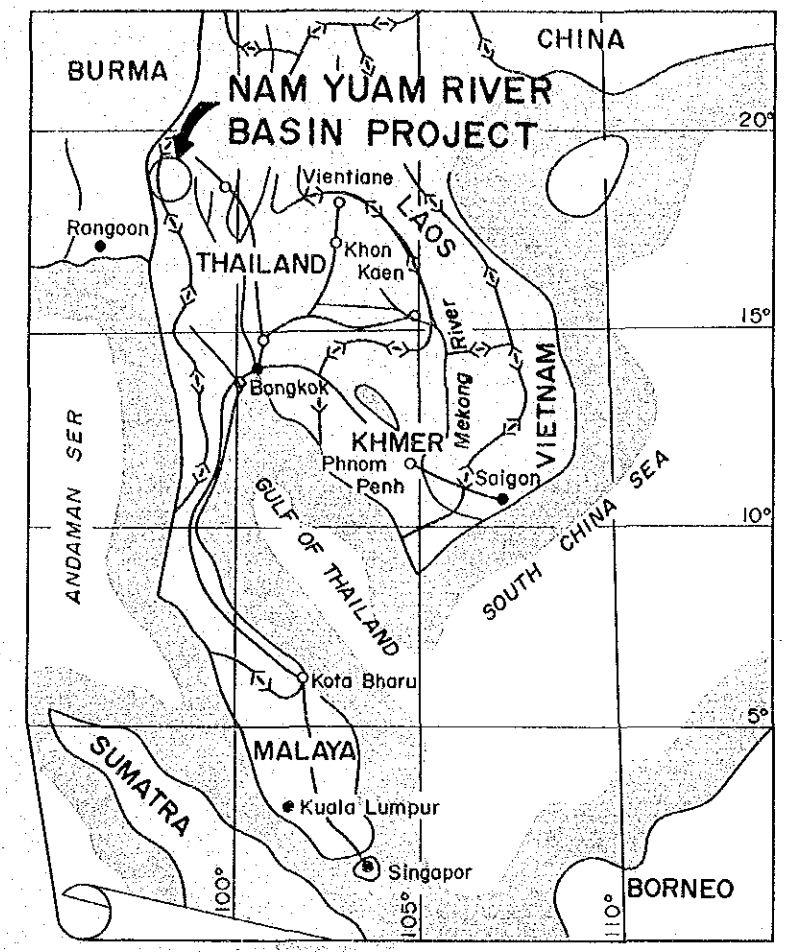 CHINA
BURMA
NAM YUAM RIVER
BASIN PROJECT
20°
Vientiane
LAOS
Rangoon
THAILAND
Khon
Kaen
15°
Mekong River
VIETNAM
Bangkok
KHMER
Phnom
Penh
Saigon
10°
ANDAMAN SER
GULF OF THAILAND
SOUTH CHINA SEA
Kota Bharu
5°
MALAYA
SUMATRA
Kuala Lumpur
Singapor
BORNEO
100°
105°
110°